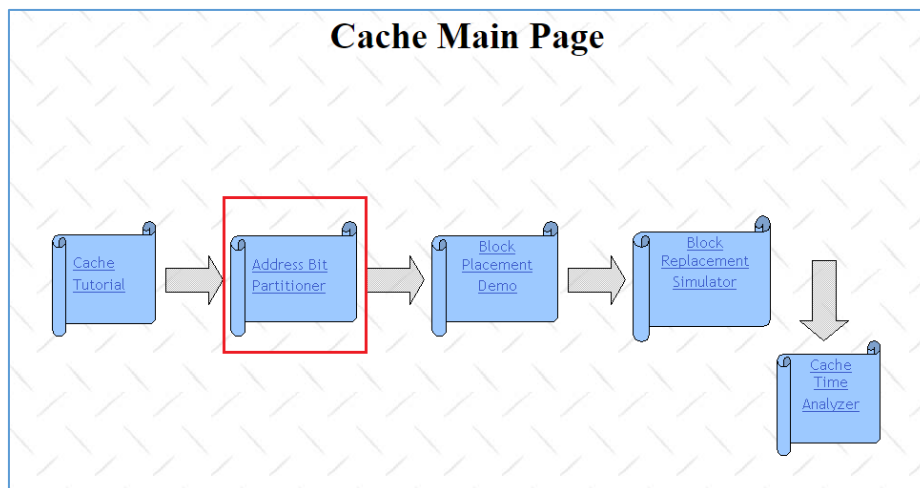 Cache Main Page
Cache
Tutorial
Address Bit
Partitioner
Block
Placement
Demo
Block
Replacement
Simulator
Cache
Time
Analyzer